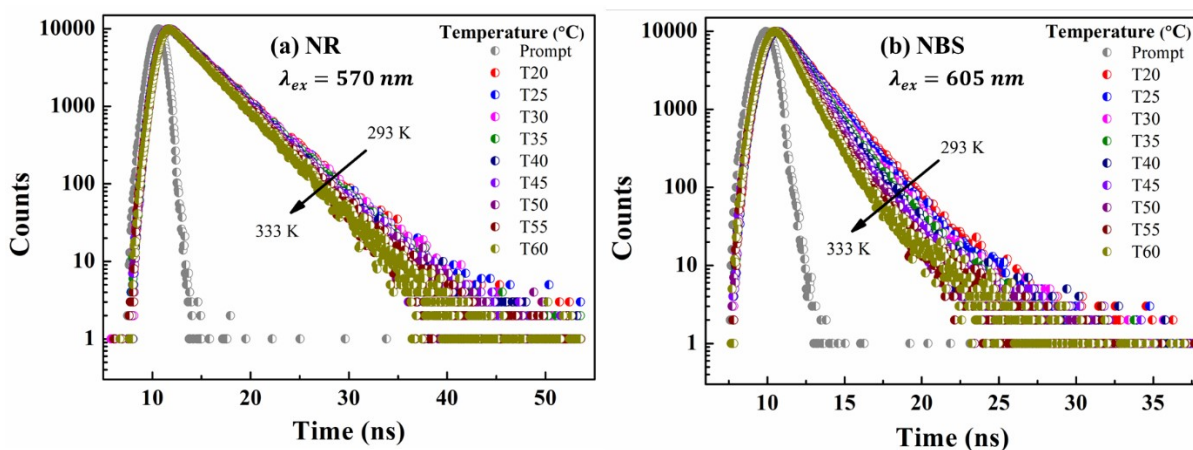 (a) NR
λex = 570 nm
Temperature (°C)
Prompt
T20
T25
T30
T35
T40
T45
T50
T55
T60
293 K
333 K
Counts
10000
1000
100
10
1
10 20 30 40 50
Time (ns)
(b) NBS
λex = 605 nm
Temperature (°C)
Prompt
T20
T25
T30
T35
T40
T45
T50
T55
T60
293 K
333 K
Counts
10000
1000
100
10
1
10 15 20 25 30 35
Time (ns)